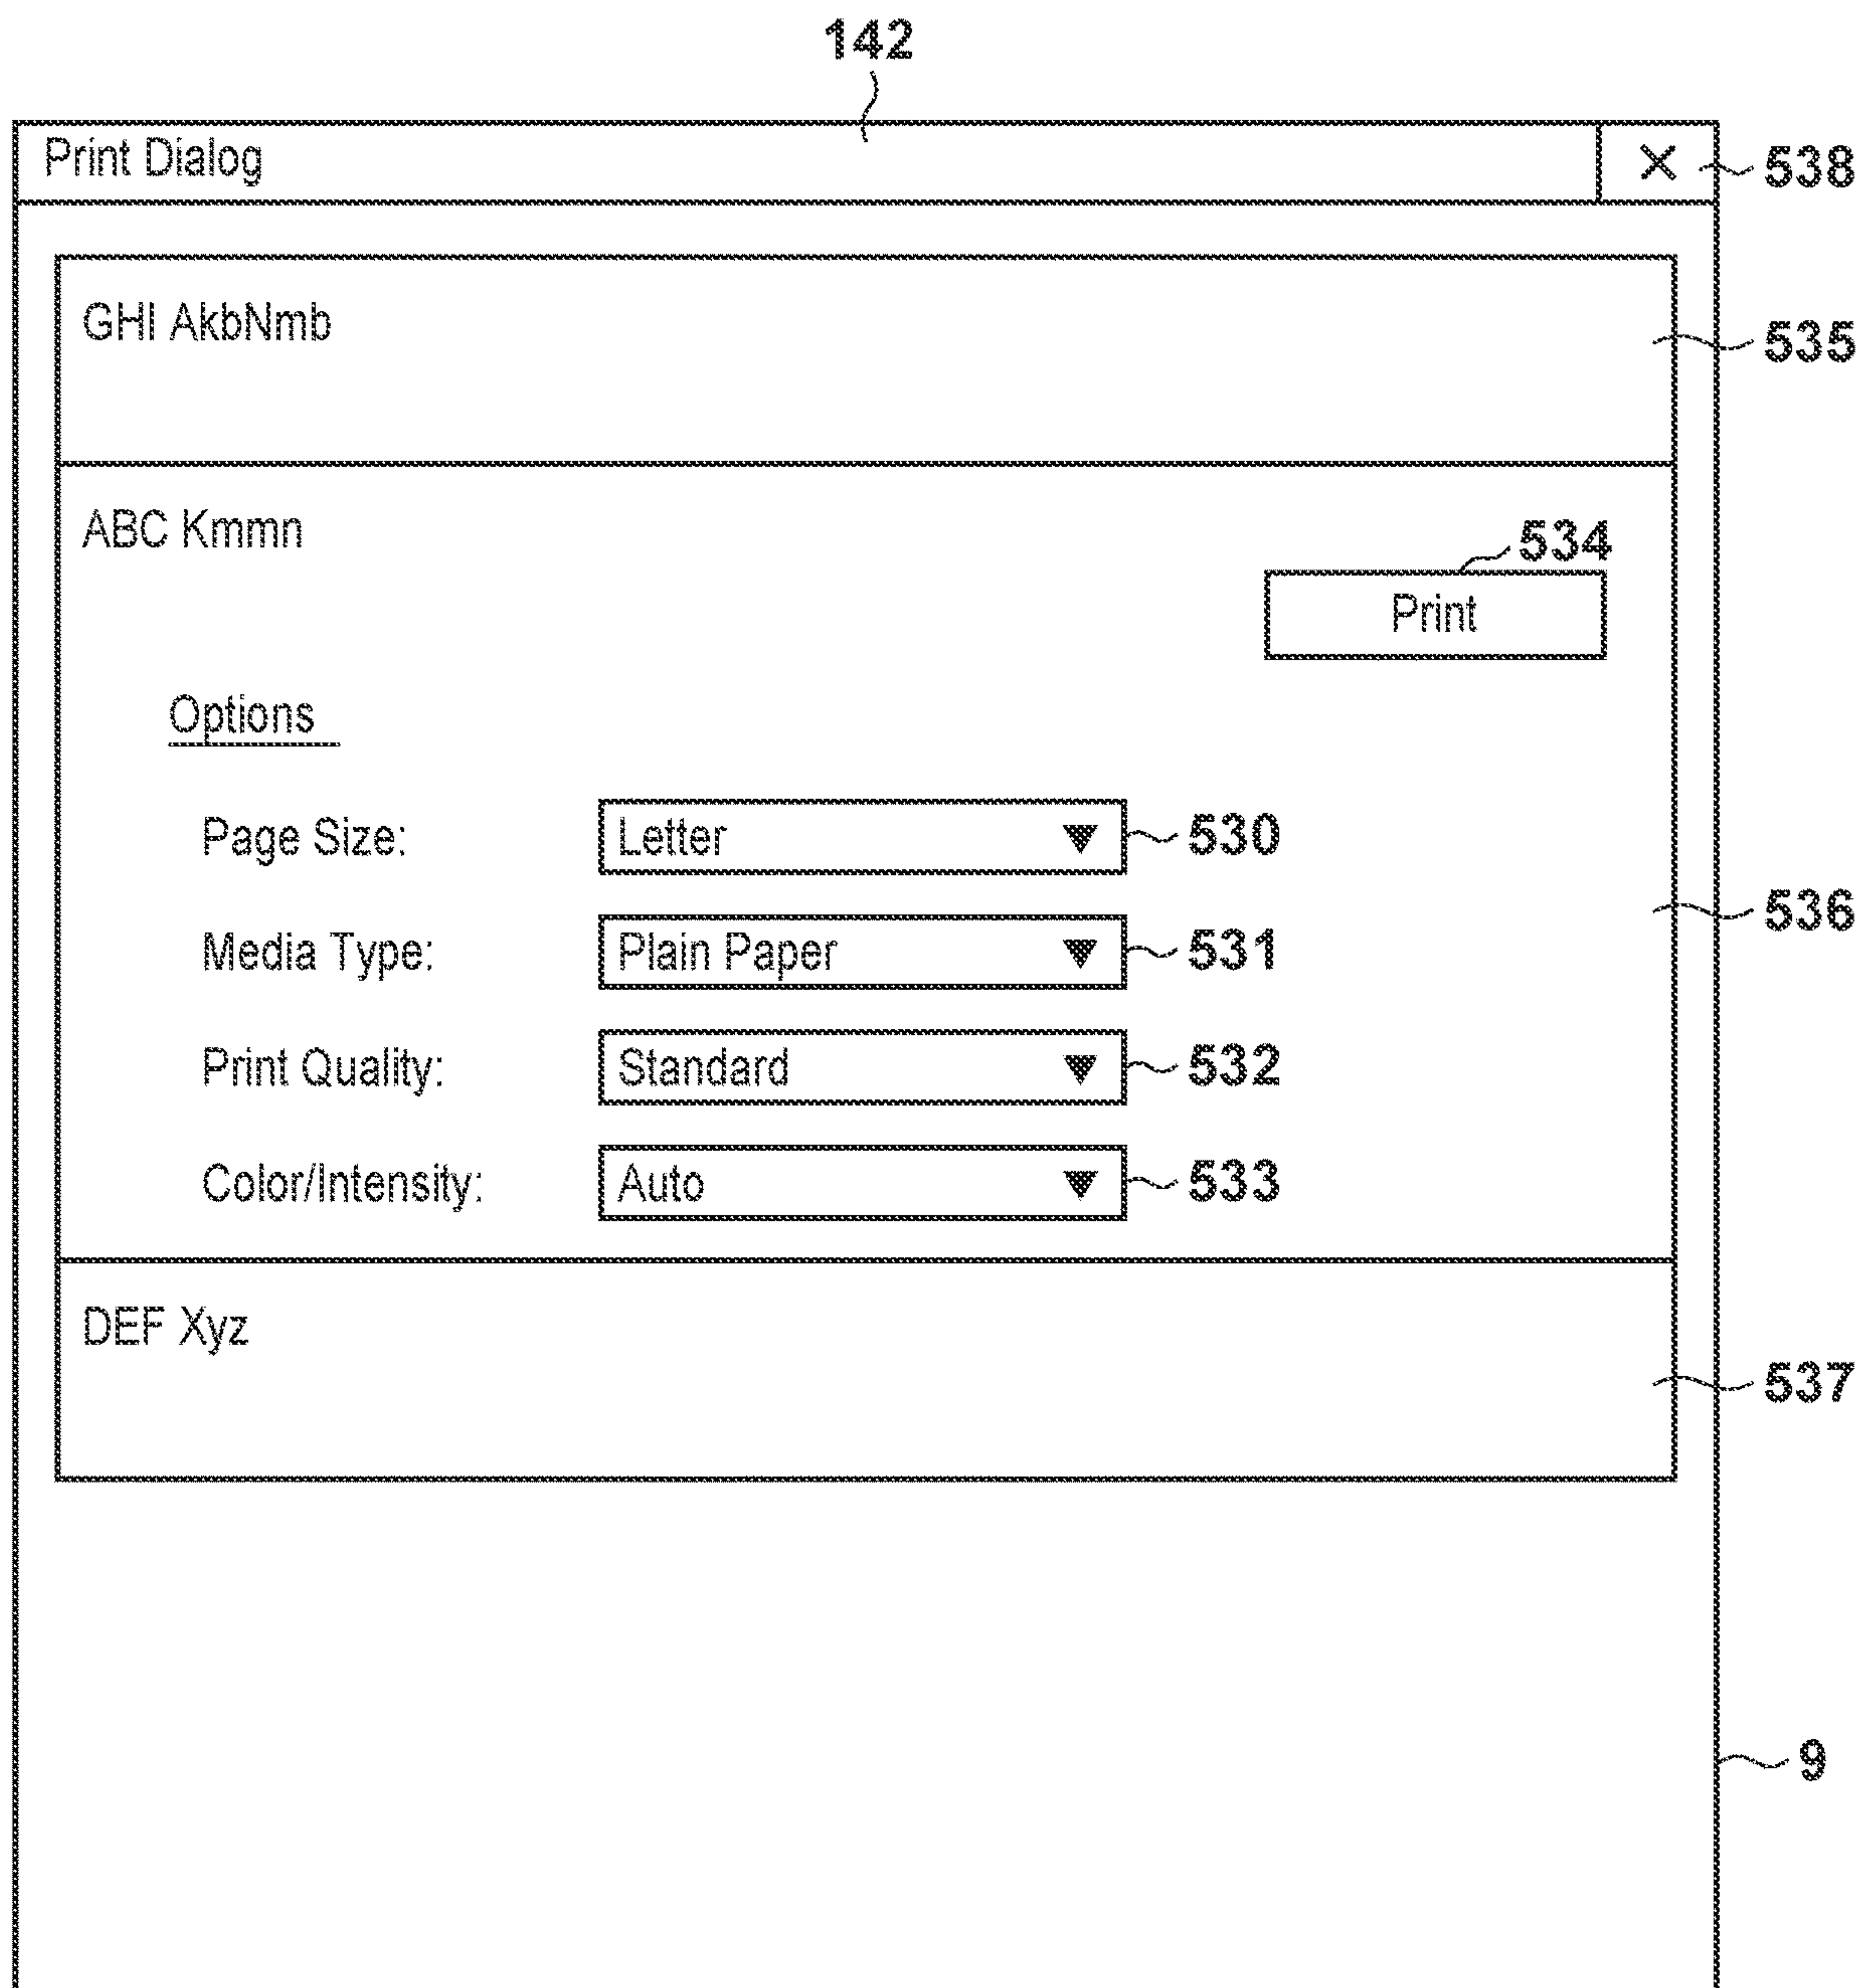 142
Print Dialog 538
GHI AkbNmb 535
ABC Kmmn
534
Print
Options
Page Size: Letter 530
536
Media Type: Plain Paper 531
Print Quality: Standard 532
Color/Intensity: Auto 533
DEF Xyz
537
9